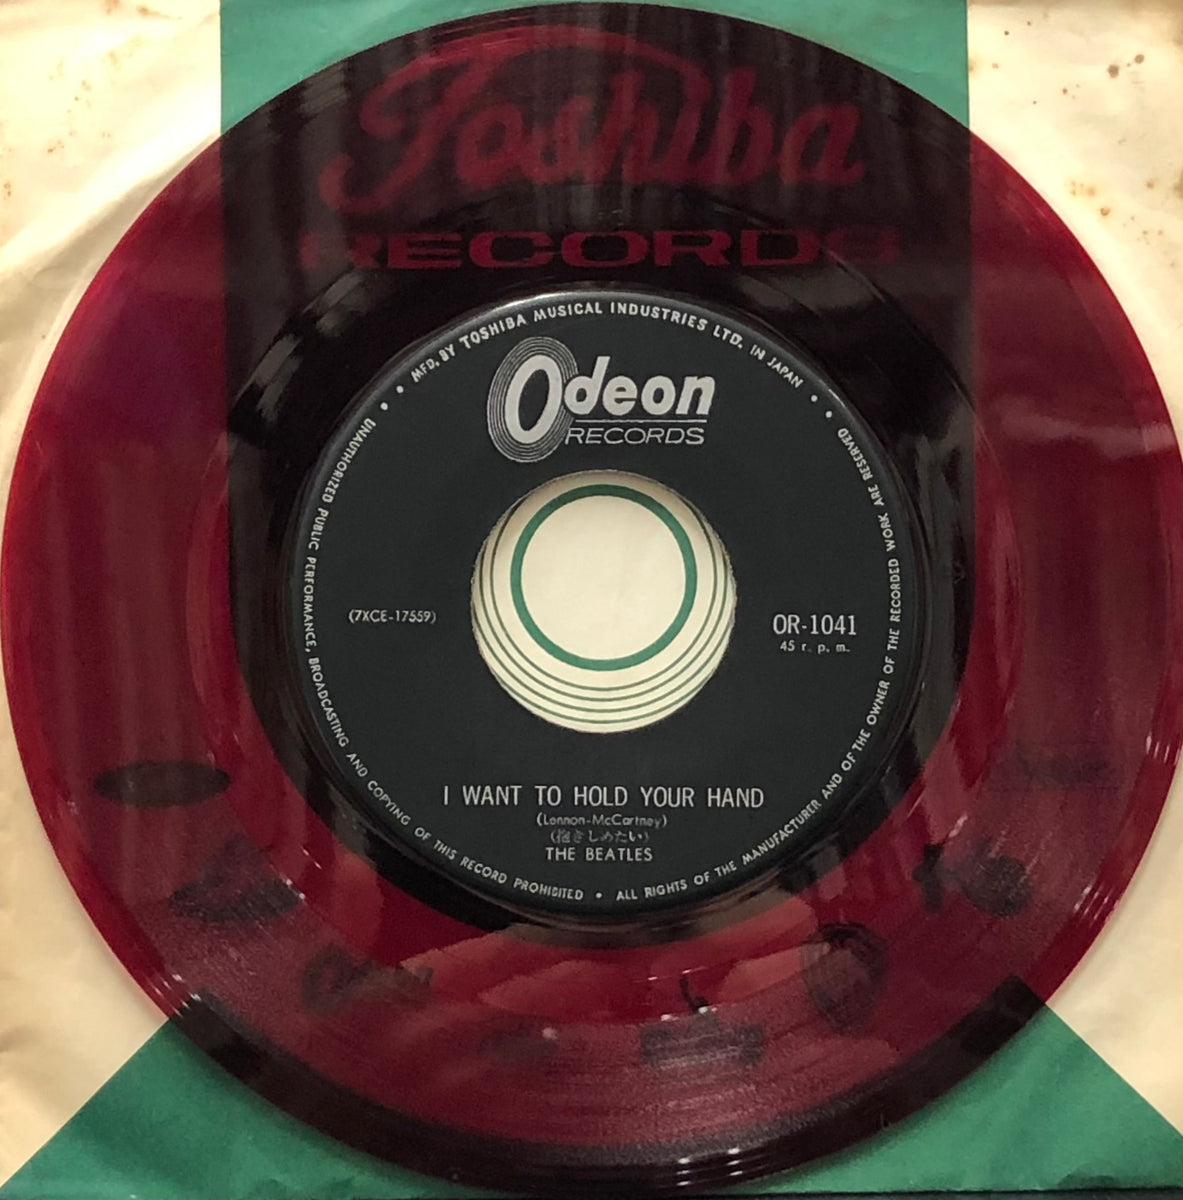 Toshiba
RECORDS
MFD. BY TOSHIBA MUSICAL INDUSTRIES LTD. IN JAPAN
Odeon
RECORDS
(7XCE-17559)
OR-1041
45 r. p. m.
I WANT TO HOLD YOUR HAND
(Lennon-McCartney)
(抱きしめたい)
THE BEATLES
UNAUTHORIZED PUBLIC PERFORMANCE, BROADCASTING AND COPYING OF THIS RECORD PROHIBITED • ALL RIGHTS OF THE MANUFACTURER AND OF THE OWNER OF THE RECORDED WORK ARE RESERVED